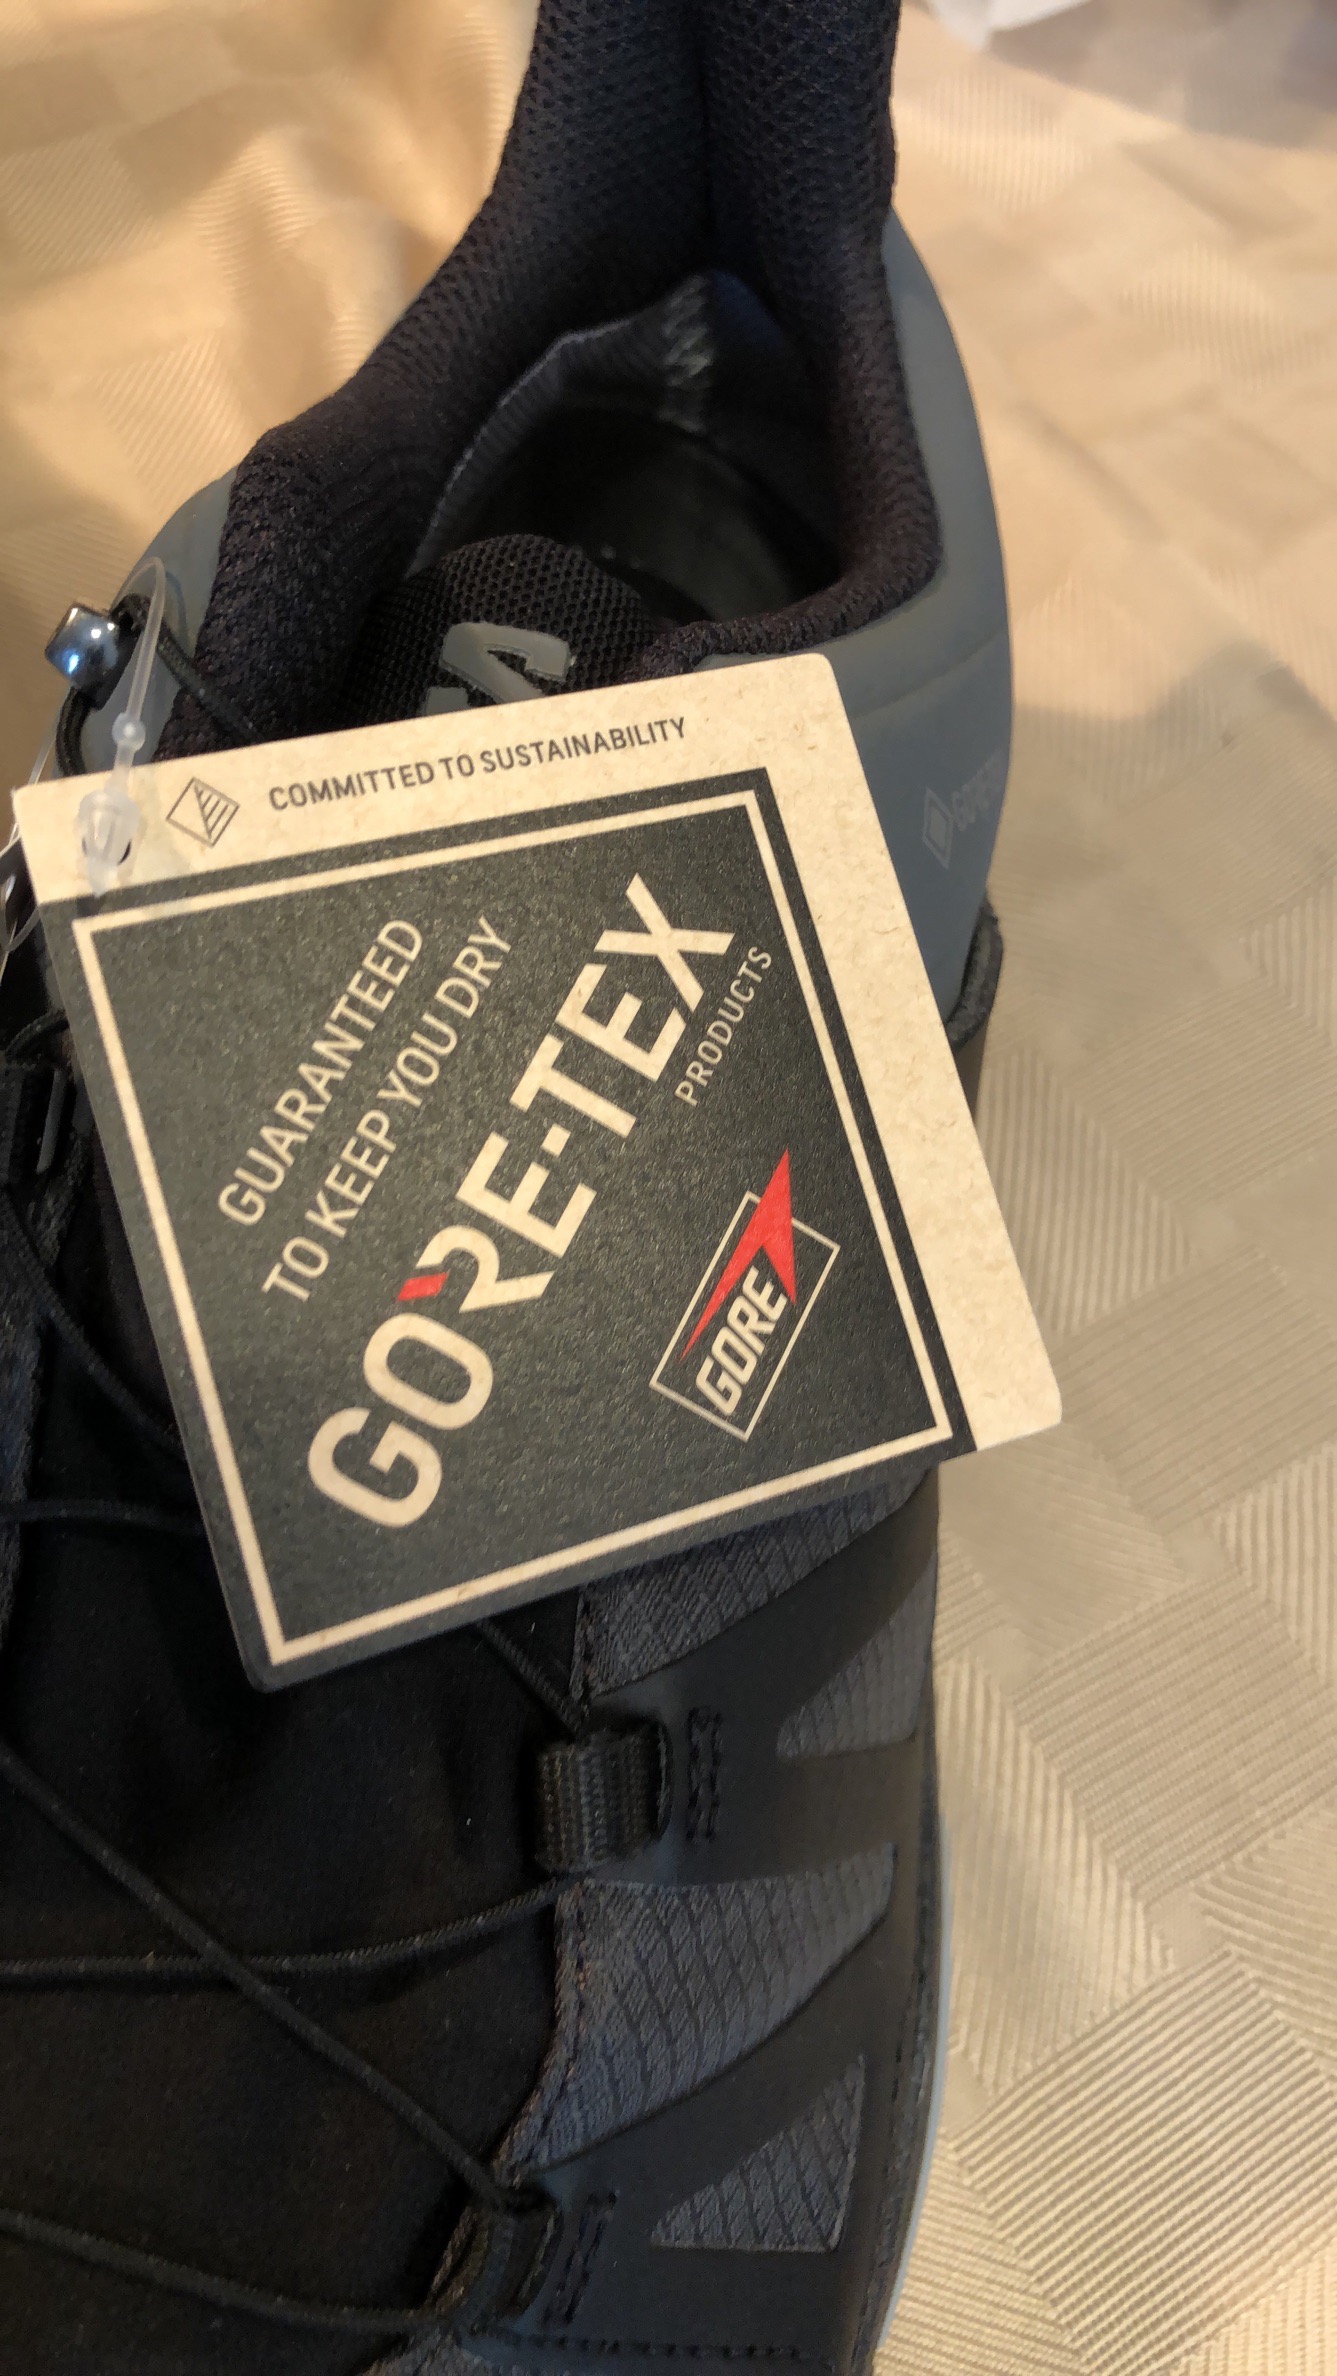 COMMITTED TO SUSTAINABILITY
GUARANTEED
TO KEEP YOU DRY
GORE-TEX
PRODUCTS
GORE